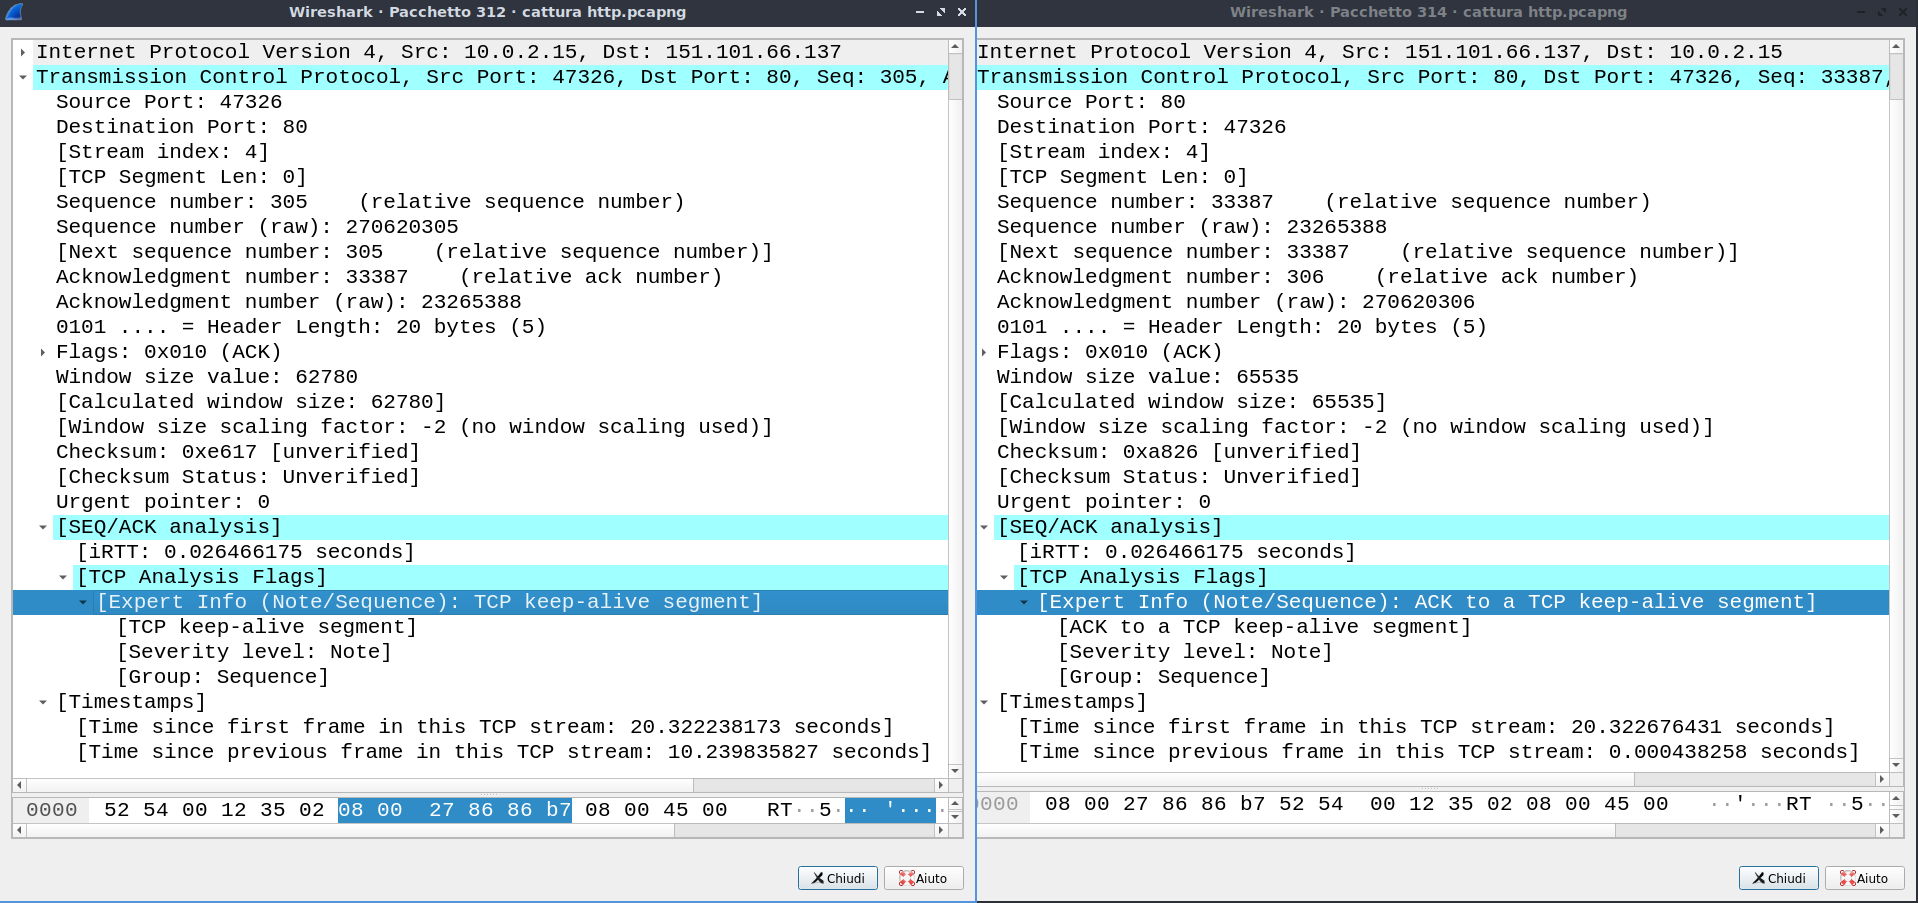 Wireshark · Pacchetto 312 · cattura http.pcapng
Internet Protocol Version 4, Src: 10.0.2.15, Dst: 151.101.66.137
Transmission Control Protocol, Src Port: 47326, Dst Port: 80, Seq: 305, A
Source Port: 47326
Destination Port: 80
[Stream index: 4]
[TCP Segment Len: 0]
Sequence number: 305    (relative sequence number)
Sequence number (raw): 270620305
[Next sequence number: 305    (relative sequence number)]
Acknowledgment number: 33387    (relative ack number)
Acknowledgment number (raw): 23265388
0101 .... = Header Length: 20 bytes (5)
Flags: 0x010 (ACK)
Window size value: 62780
[Calculated window size: 62780]
[Window size scaling factor: -2 (no window scaling used)]
Checksum: 0xe617 [unverified]
[Checksum Status: Unverified]
Urgent pointer: 0
[SEQ/ACK analysis]
[iRTT: 0.026466175 seconds]
[TCP Analysis Flags]
[Expert Info (Note/Sequence): TCP keep-alive segment]
[TCP keep-alive segment]
[Severity level: Note]
[Group: Sequence]
[Timestamps]
[Time since first frame in this TCP stream: 20.322238173 seconds]
[Time since previous frame in this TCP stream: 10.239835827 seconds]
0000  52 54 00 12 35 02 08 00  27 86 86 b7 08 00 45 00   RT··5··· '·····
Chiudi
Aiuto
Wireshark · Pacchetto 314 · cattura http.pcapng
Internet Protocol Version 4, Src: 151.101.66.137, Dst: 10.0.2.15
Transmission Control Protocol, Src Port: 80, Dst Port: 47326, Seq: 33387,
Source Port: 80
Destination Port: 47326
[Stream index: 4]
[TCP Segment Len: 0]
Sequence number: 33387    (relative sequence number)
Sequence number (raw): 23265388
[Next sequence number: 33387    (relative sequence number)]
Acknowledgment number: 306    (relative ack number)
Acknowledgment number (raw): 270620306
0101 .... = Header Length: 20 bytes (5)
Flags: 0x010 (ACK)
Window size value: 65535
[Calculated window size: 65535]
[Window size scaling factor: -2 (no window scaling used)]
Checksum: 0xa826 [unverified]
[Checksum Status: Unverified]
Urgent pointer: 0
[SEQ/ACK analysis]
[iRTT: 0.026466175 seconds]
[TCP Analysis Flags]
[Expert Info (Note/Sequence): ACK to a TCP keep-alive segment]
[ACK to a TCP keep-alive segment]
[Severity level: Note]
[Group: Sequence]
[Timestamps]
[Time since first frame in this TCP stream: 20.322676431 seconds]
[Time since previous frame in this TCP stream: 0.000438258 seconds]
0000  08 00 27 86 86 b7 52 54  00 12 35 02 08 00 45 00   ··'···RT ··5··
Chiudi
Aiuto